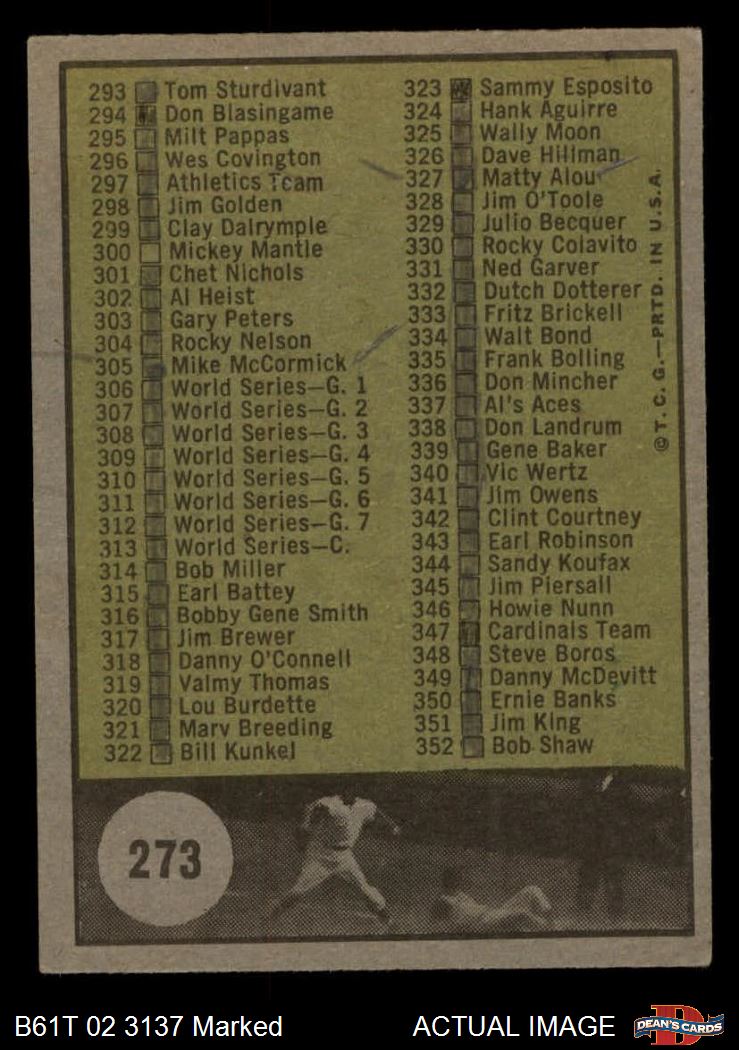 293 Tom Sturdivant
294 Don Blasingame
295 Milt Pappas
296 Wes Covington
297 Athletics Team
298 Jim Golden
299 Clay Dalrymple
300 Mickey Mantle
301 Chet Nichols
302 Al Heist
303 Gary Peters
304 Rocky Nelson
305 Mike McCormick
306 World Series—G. 1
307 World Series—G. 2
308 World Series—G. 3
309 World Series—G. 4
310 World Series—G. 5
311 World Series—G. 6
312 World Series—G. 7
313 World Series—C.
314 Bob Miller
315 Earl Battey
316 Bobby Gene Smith
317 Jim Brewer
318 Danny O'Connell
319 Valmy Thomas
320 Lou Burdette
321 Marv Breeding
322 Bill Kunkel
323 Sammy Esposito
324 Hank Aguirre
325 Wally Moon
326 Dave Hillman
327 Matty Alou
328 Jim O'Toole
329 Julio Becquer
330 Rocky Colavito
331 Ned Garver
332 Dutch Dotterer
333 Fritz Brickell
334 Walt Bond
335 Frank Bolling
336 Don Mincher
337 Al's Aces
338 Don Landrum
339 Gene Baker
340 Vic Wertz
341 Jim Owens
342 Clint Courtney
343 Earl Robinson
344 Sandy Koufax
345 Jim Piersall
346 Howie Nunn
347 Cardinals Team
348 Steve Boros
349 Danny McDevitt
350 Ernie Banks
351 Jim King
352 Bob Shaw
© T. C. G.—PRTD. IN U.S.A.
273
B61T 02 3137 Marked
ACTUAL IMAGE
D
DEAN'S CARDS